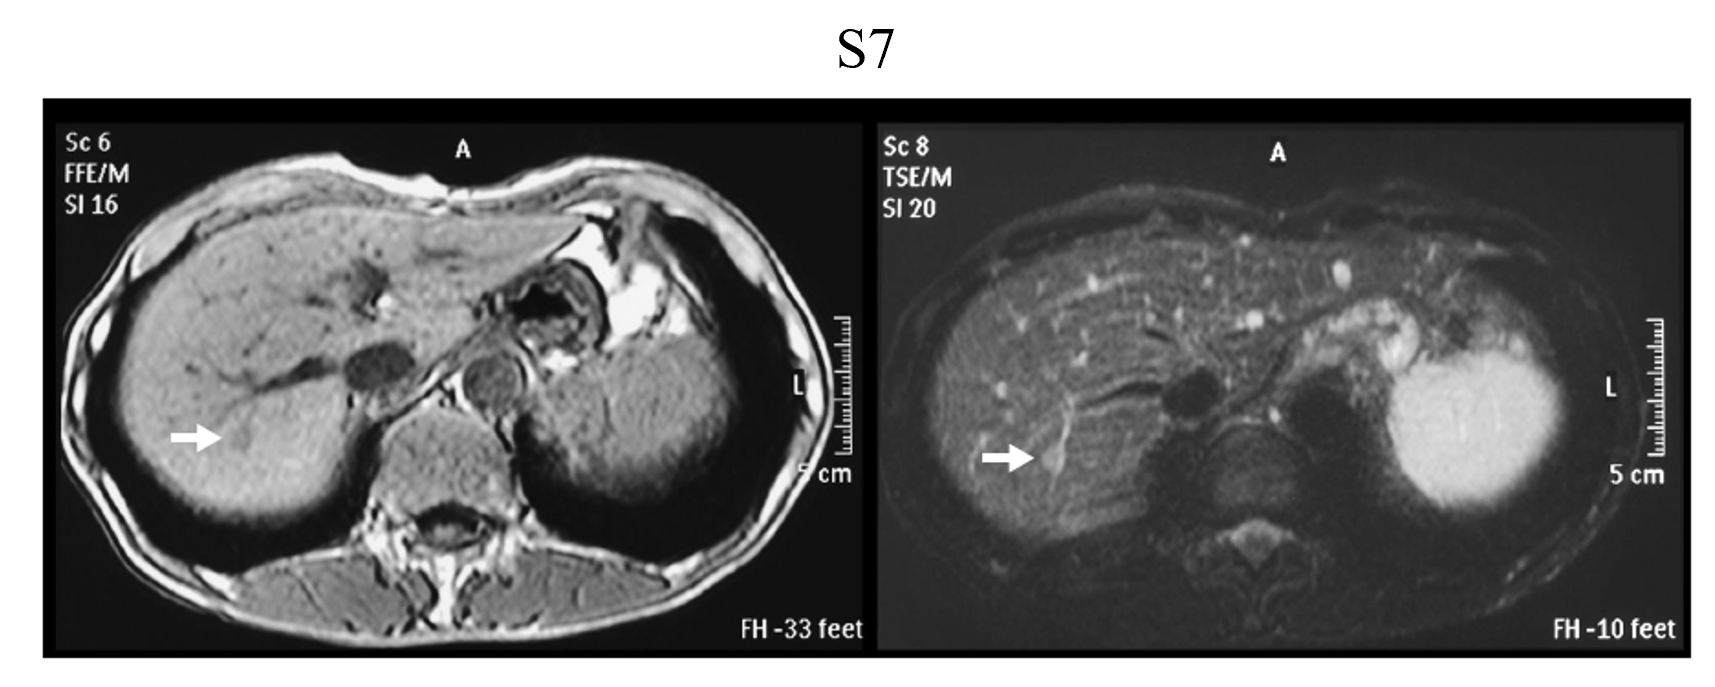 S7
Sc 6
FFE/M
SI 16
A
L
5 cm
FH -33 feet
Sc 8
TSE/M
SI 20
A
L
5 cm
FH -10 feet